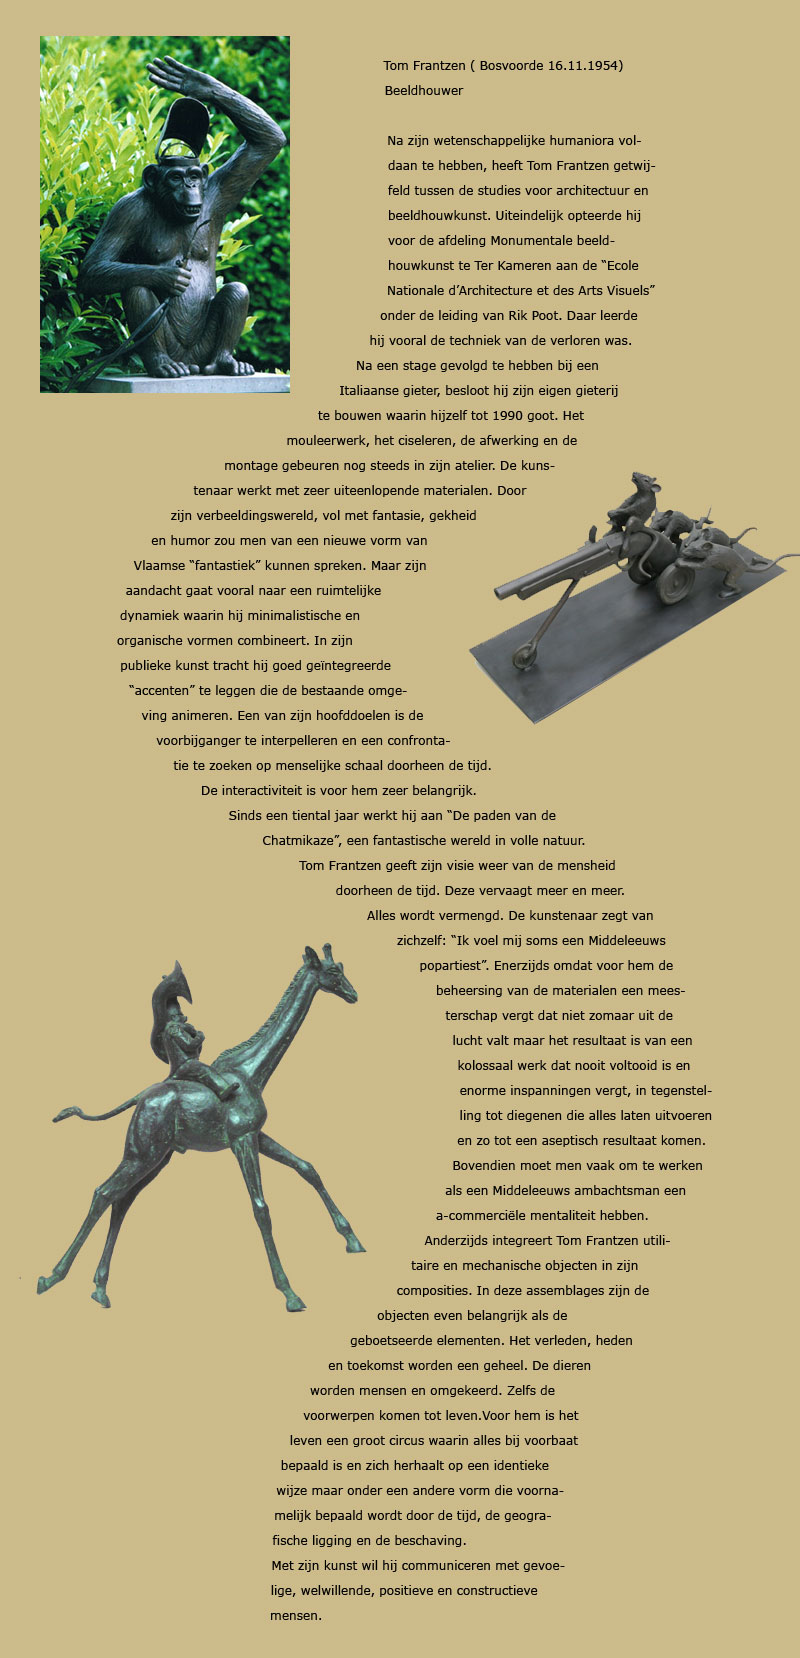 Tom Frantzen ( Bosvoorde 16.11.1954)
Beeldhouwer
Na zijn wetenschappelijke humaniora vol-
daan te hebben, heeft Tom Frantzen getwij-
feld tussen de studies voor architectuur en
beeldhouwkunst. Uiteindelijk opteerde hij
voor de afdeling Monumentale beeld-
houwkunst te Ter Kameren aan de “Ecole
Nationale d’Architecture et des Arts Visuels”
onder de leiding van Rik Poot. Daar leerde
hij vooral de techniek van de verloren was.
Na een stage gevolgd te hebben bij een
Italiaanse gieter, besloot hij zijn eigen gieterij
te bouwen waarin hijzelf tot 1990 goot. Het
mouleerwerk, het ciseleren, de afwerking en de
montage gebeuren nog steeds in zijn atelier. De kuns-
tenaar werkt met zeer uiteenlopende materialen. Door
zijn verbeeldingswereld, vol met fantasie, gekheid
en humor zou men van een nieuwe vorm van
Vlaamse “fantastiek” kunnen spreken. Maar zijn
aandacht gaat vooral naar een ruimtelijke
dynamiek waarin hij minimalistische en
organische vormen combineert. In zijn
publieke kunst tracht hij goed geïntegreerde
“accenten” te leggen die de bestaande omge-
ving animeren. Een van zijn hoofddoelen is de
voorbijganger te interpelleren en een confronta-
tie te zoeken op menselijke schaal doorheen de tijd.
De interactiviteit is voor hem zeer belangrijk.
Sinds een tiental jaar werkt hij aan “De paden van de
Chatmikaze”, een fantastische wereld in volle natuur.
Tom Frantzen geeft zijn visie weer van de mensheid
doorheen de tijd. Deze vervaagt meer en meer.
Alles wordt vermengd. De kunstenaar zegt van
zichzelf: “Ik voel mij soms een Middeleeuws
popartiest”. Enerzijds omdat voor hem de
beheersing van de materialen een mees-
terschap vergt dat niet zomaar uit de
lucht valt maar het resultaat is van een
kolossaal werk dat nooit voltooid is en
enorme inspanningen vergt, in tegenstel-
ling tot diegenen die alles laten uitvoeren
en zo tot een aseptisch resultaat komen.
Bovendien moet men vaak om te werken
als een Middeleeuws ambachtsman een
a-commerciële mentaliteit hebben.
Anderzijds integreert Tom Frantzen utili-
taire en mechanische objecten in zijn
composities. In deze assemblages zijn de
objecten even belangrijk als de
geboetseerde elementen. Het verleden, heden
en toekomst worden een geheel. De dieren
worden mensen en omgekeerd. Zelfs de
voorwerpen komen tot leven.Voor hem is het
leven een groot circus waarin alles bij voorbaat
bepaald is en zich herhaalt op een identieke
wijze maar onder een andere vorm die voorna-
melijk bepaald wordt door de tijd, de geogra-
fische ligging en de beschaving.
Met zijn kunst wil hij communiceren met gevoe-
lige, welwillende, positieve en constructieve
mensen.